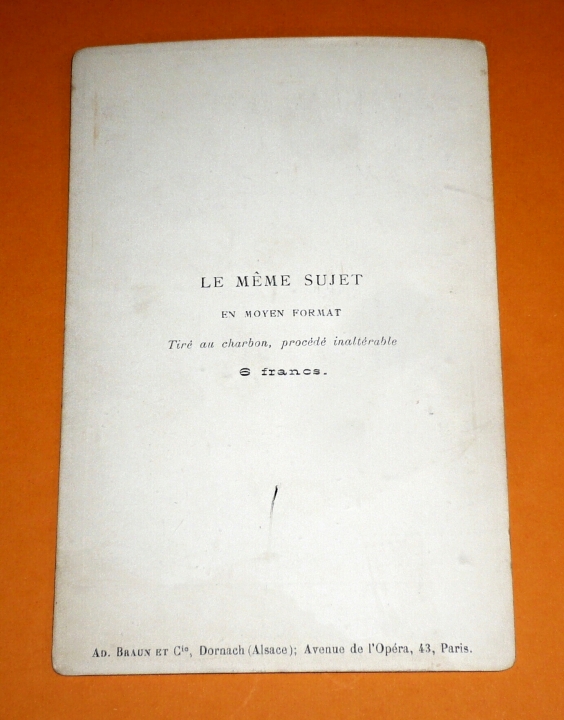 LE MÊME SUJET
EN MOYEN FORMAT
Tiré au charbon, procédé inaltérable
6 francs.
AD. BRAUN ET Cie, Dornach (Alsace); Avenue de l'Opéra, 43, Paris.